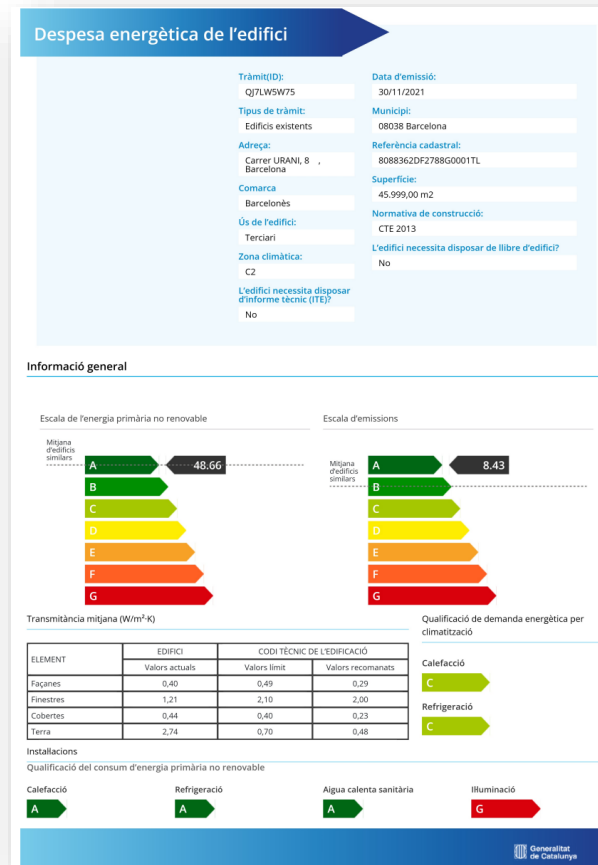 Despesa energètica de l'edifici
Tràmit(ID):
QJ7LW5W75
Tipus de tràmit:
Edificis existents
Adreça:
Carrer URANI, 8 ,
Barcelona
Comarca
Barcelonès
Ús de l'edifici:
Terciari
Zona climàtica:
C2
L'edifici necessita disposar
d'informe tècnic (ITE)?
No
Data d'emissió:
30/11/2021
Municipi:
08038 Barcelona
Referència cadastral:
8088362DF2788G0001TL
Superfície:
45.999,00 m2
Normativa de construcció:
CTE 2013
L'edifici necessita disposar de llibre d'edifici?
No
Informació general
Escala de l'energia primària no renovable
Mitjana
d'edificis
similars
A 48.66
B
C
D
E
F
G
Escala d'emissions
Mitjana
d'edificis
similars
A 8.43
B
C
D
E
F
G
Transmitància mitjana (W/m²·K)
ELEMENT EDIFICI CODI TÈCNIC DE L'EDIFICACIÓ
Valors actuals Valors límit Valors recomanats
Façanes 0,40 0,49 0,29
Finestres 1,21 2,10 2,00
Cobertes 0,44 0,40 0,23
Terra 2,74 0,70 0,48
Qualificació de demanda energètica per
climatització
Calefacció
C
Refrigeració
C
Instal·lacions
Qualificació del consum d'energia primària no renovable
Calefacció Refrigeració Aigua calenta sanitària Il·luminació
A A A G
Generalitat
de Catalunya